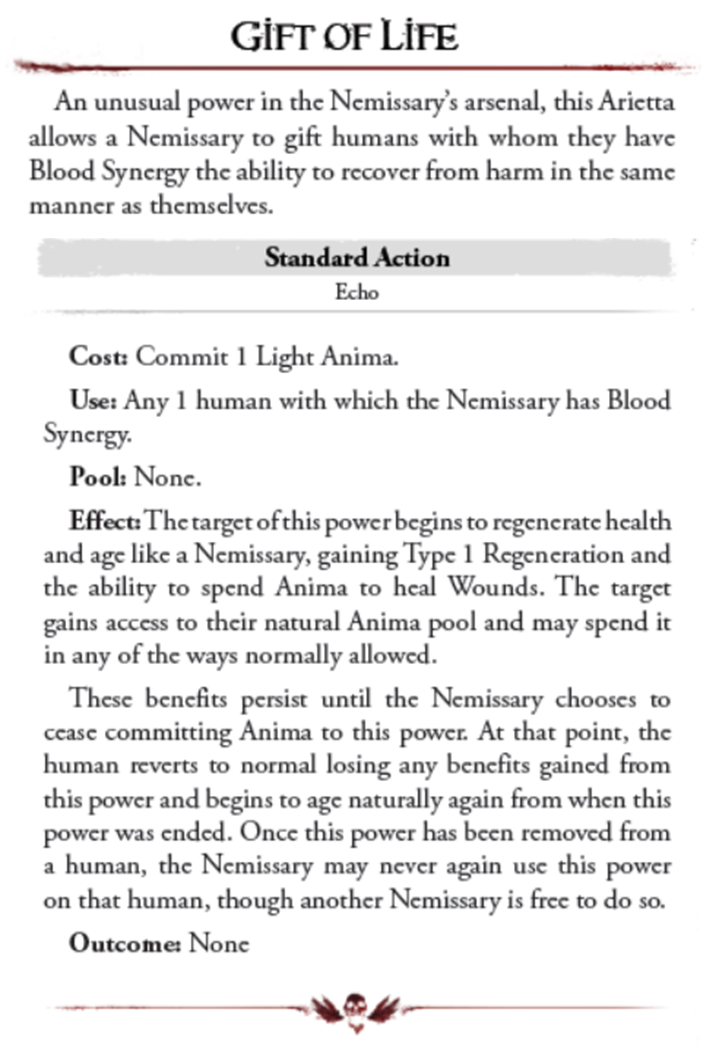 GIFT OF LIFE
An unusual power in the Nemissary's arsenal, this Arietta
allows a Nemissary to gift humans with whom they have
Blood Synergy the ability to recover from harm in the same
manner as themselves.
Standard Action
Echo
Cost: Commit 1 Light Anima.
Use: Any 1 human with which the Nemissary has Blood
Synergy.
Pool: None.
Effect: The target of this power begins to regenerate health
and age like a Nemissary, gaining Type 1 Regeneration and
the ability to spend Anima to heal Wounds. The target
gains access to their natural Anima pool and may spend it
in any of the ways normally allowed.
These benefits persist until the Nemissary chooses to
cease committing Anima to this power. At that point, the
human reverts to normal losing any benefits gained from
this power and begins to age naturally again from when this
power was ended. Once this power has been removed from
a human, the Nemissary may never again use this power
on that human, though another Nemissary is free to do so.
Outcome: None